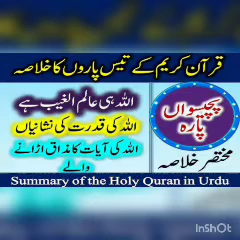 قرآن کریم کے تیس پاروں کا خلاصہ
اللہ ہی عالم الغیب ہے
اللہ کی قدرت کی نشانیاں
اللہ کی آیات کا مذاق اڑانے
والے
پچیسواں
پارہ
مختصر خلاصہ
Summary of the Holy Quran in Urdu
InShOt